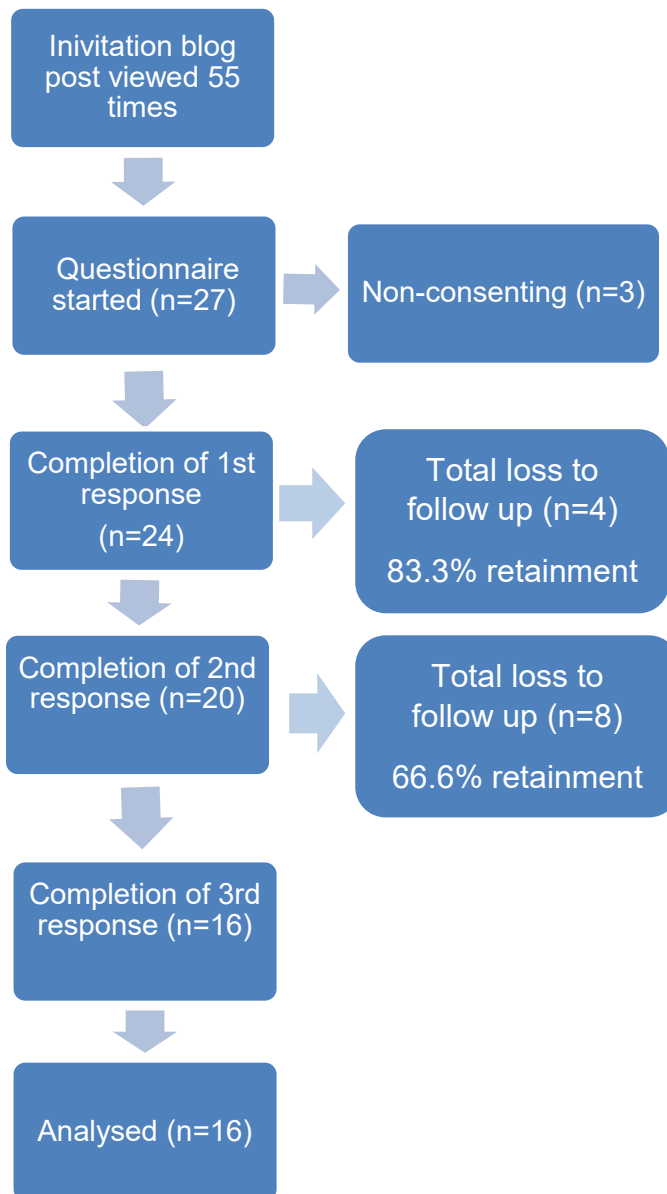 Inivitation blog
post viewed 55
times
Questionnaire
started (n=27)
Non-consenting (n=3)
Completion of 1st
response
(n=24)
Total loss to
follow up (n=4)
83.3% retainment
Completion of 2nd
response (n=20)
Total loss to
follow up (n=8)
66.6% retainment
Completion of 3rd
response (n=16)
Analysed (n=16)